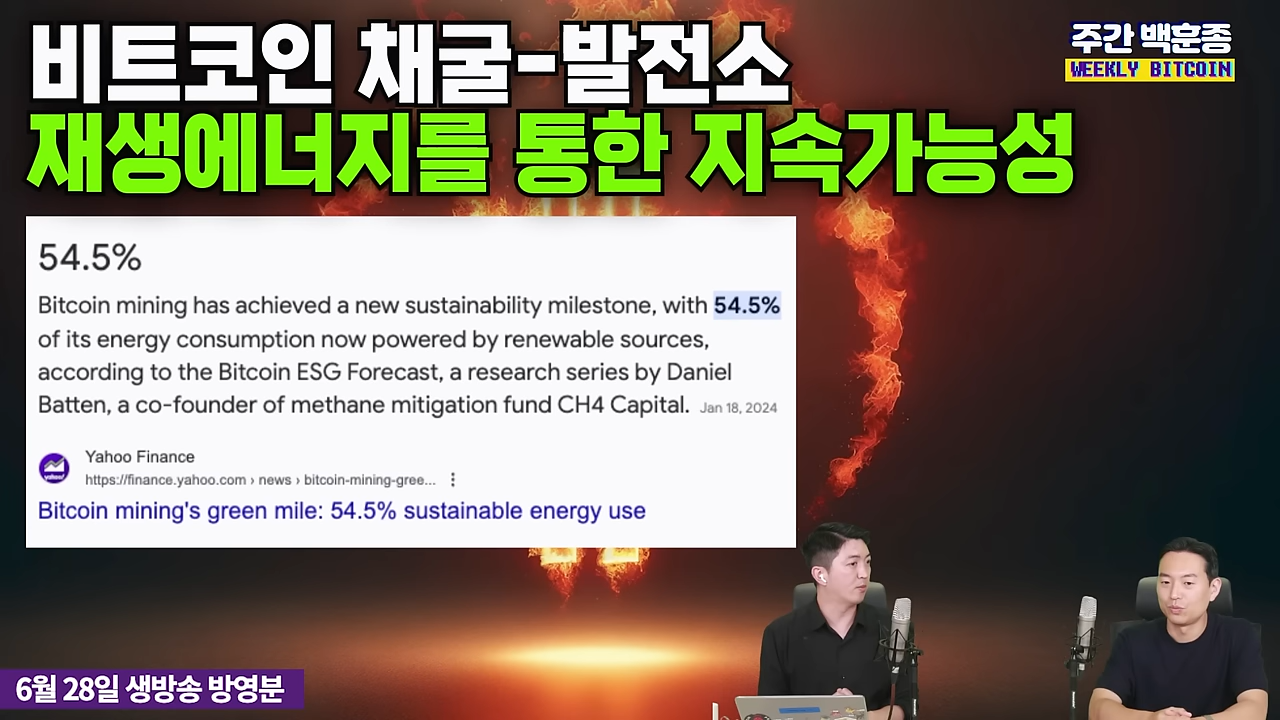 비트코인 채굴-발전소
재생에너지를 통한 지속가능성
주간 백훈종
WEEKLY BITCOIN
54.5%
Bitcoin mining has achieved a new sustainability milestone, with 54.5%
of its energy consumption now powered by renewable sources,
according to the Bitcoin ESG Forecast, a research series by Daniel
Batten, a co-founder of methane mitigation fund CH4 Capital. Jan 18, 2024
Yahoo Finance
https://finance.yahoo.com › news › bitcoin-mining-gree...
Bitcoin mining's green mile: 54.5% sustainable energy use
6월 28일 생방송 방영분